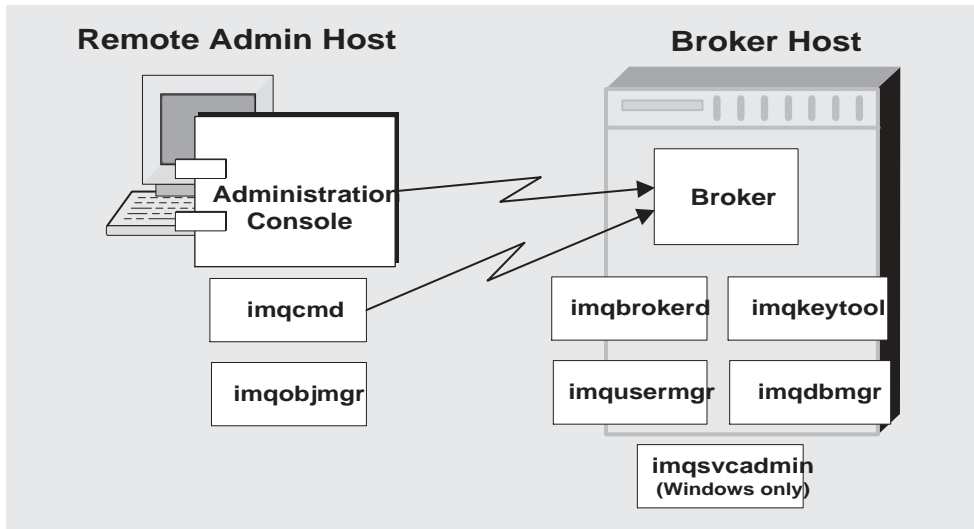 Remote Admin Host
Broker Host
Administration
Console
Broker
imqcmd
imqobjmgr
imqbrokerd
imqkeytool
imqusermgr
imqdbmgr
imqsvcadmin
(Windows only)